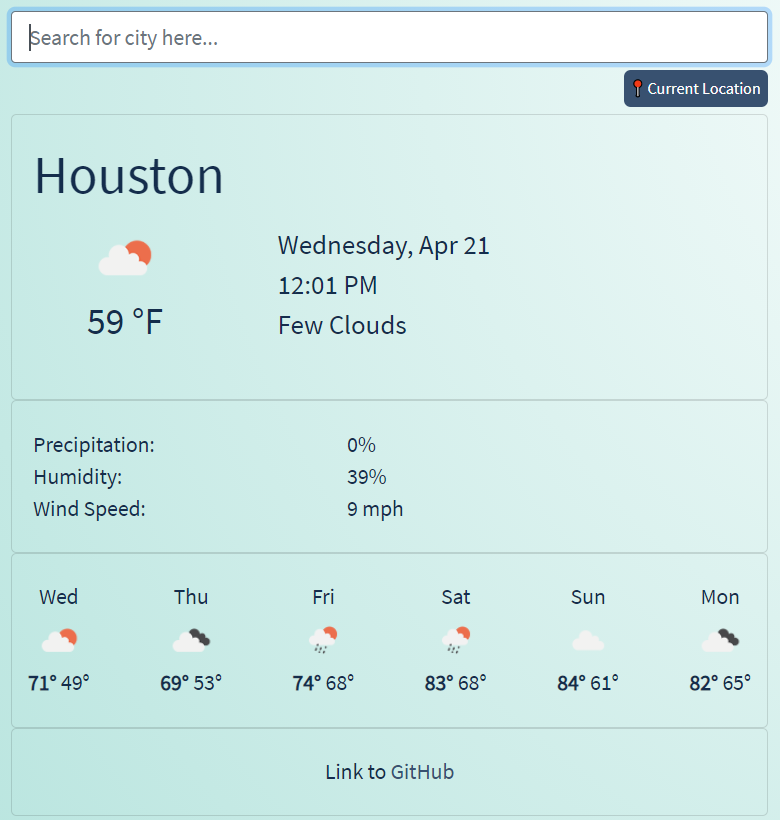 Search for city here...
Current Location
Houston
Wednesday, Apr 21
12:01 PM
59 °F
Few Clouds
Precipitation: 0%
Humidity: 39%
Wind Speed: 9 mph
Wed Thu Fri Sat Sun Mon
71° 49° 69° 53° 74° 68° 83° 68° 84° 61° 82° 65°
Link to GitHub